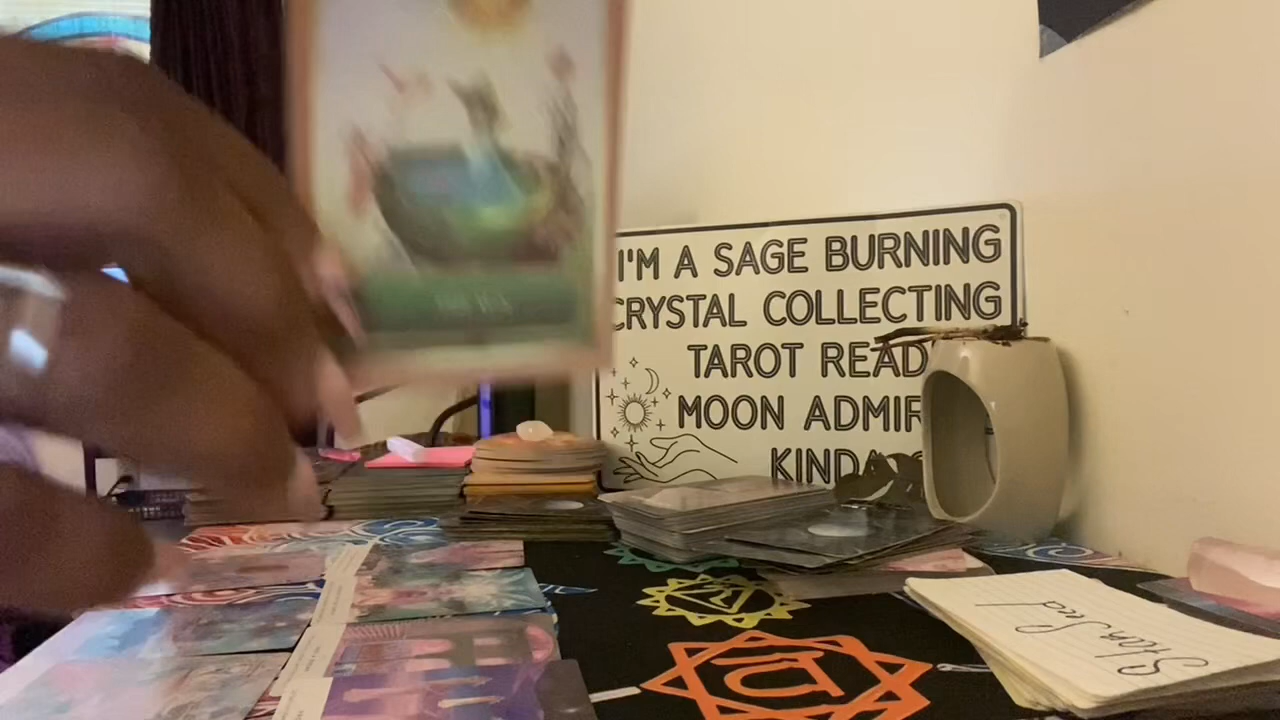 I'M A SAGE BURNING
CRYSTAL COLLECTING
TAROT READ
MOON ADMIR
KINDA